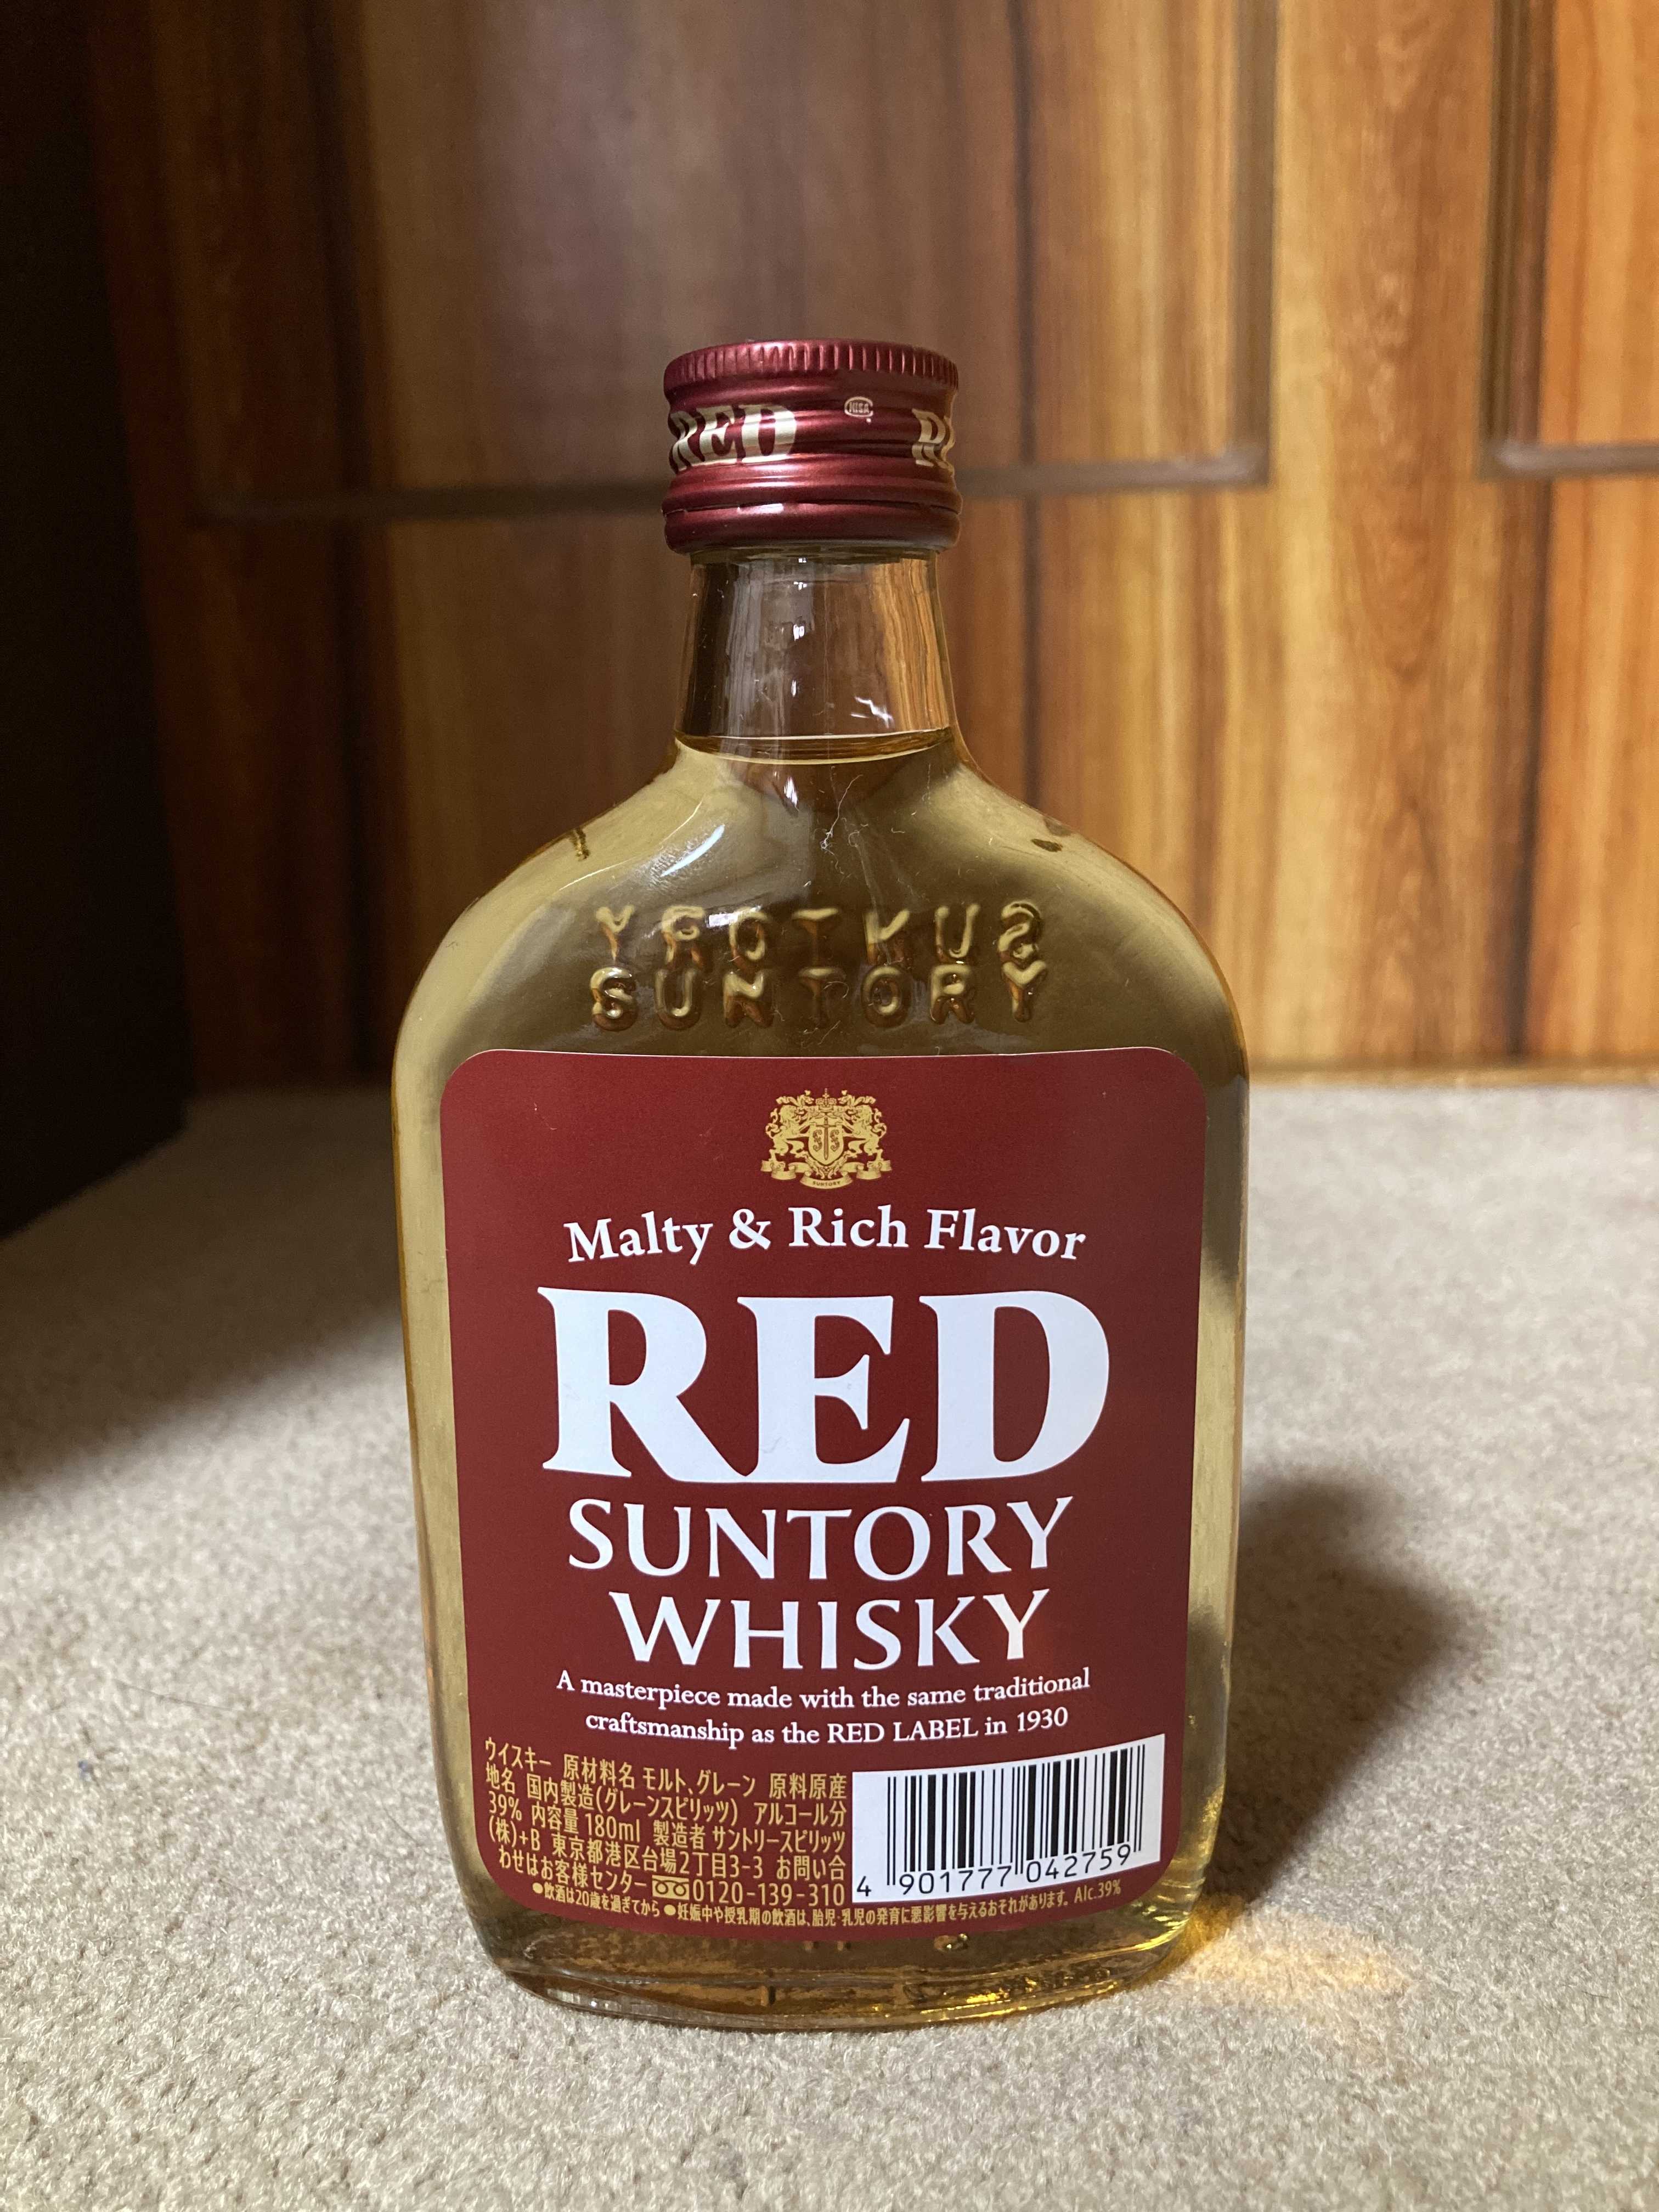 RED
SUNTORY
SUNTORY
SUNTORY
Malty & Rich Flavor
RED
SUNTORY
WHISKY
A masterpiece made with the same traditional
craftsmanship as the RED LABEL in 1930
ウイスキー 原材料名 モルト、グレーン 原料原産
地名 国内製造(グレーンスピリッツ) アルコール分
39% 内容量 180ml 製造者 サントリースピリッツ
(株)+B 東京都港区台場2丁目3-3 お問い合
わせはお客様センター 0120-139-310
4 901777 042759
●飲酒は20歳を過ぎてから ●妊娠中や授乳期の飲酒は、胎児・乳児の発育に悪影響を与えるおそれがあります。 Alc.39%